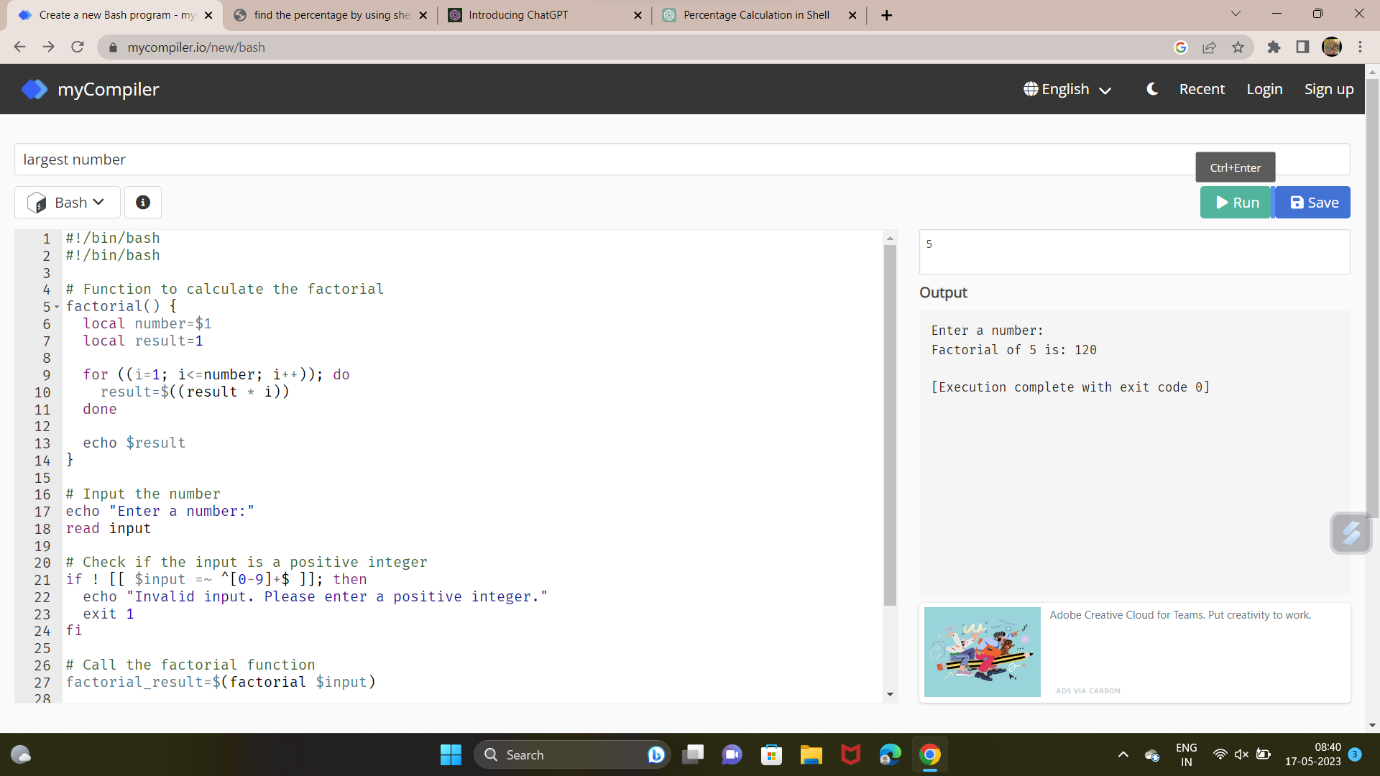 Create a new Bash program - my
find the percentage by using she
Introducing ChatGPT
Percentage Calculation in Shell
mycompiler.io/new/bash
myCompiler
English
Recent
Login
Sign up
largest number
Ctrl+Enter
Bash
Run
Save
1 #!/bin/bash
2 #!/bin/bash
3
4 # Function to calculate the factorial
5 factorial() {
6 local number=$1
7 local result=1
8
9 for ((i=1; i<=number; i++)); do
10 result=$((result * i))
11 done
12
13 echo $result
14 }
15
16 # Input the number
17 echo "Enter a number:"
18 read input
19
20 # Check if the input is a positive integer
21 if ! [[ $input =~ ^[0-9]+$ ]]; then
22 echo "Invalid input. Please enter a positive integer."
23 exit 1
24 fi
25
26 # Call the factorial function
27 factorial_result=$(factorial $input)
28
5
Output
Enter a number:
Factorial of 5 is: 120
[Execution complete with exit code 0]
Adobe Creative Cloud for Teams. Put creativity to work.
ADS VIA CARBON
Search
ENG
IN
08:40
17-05-2023
3